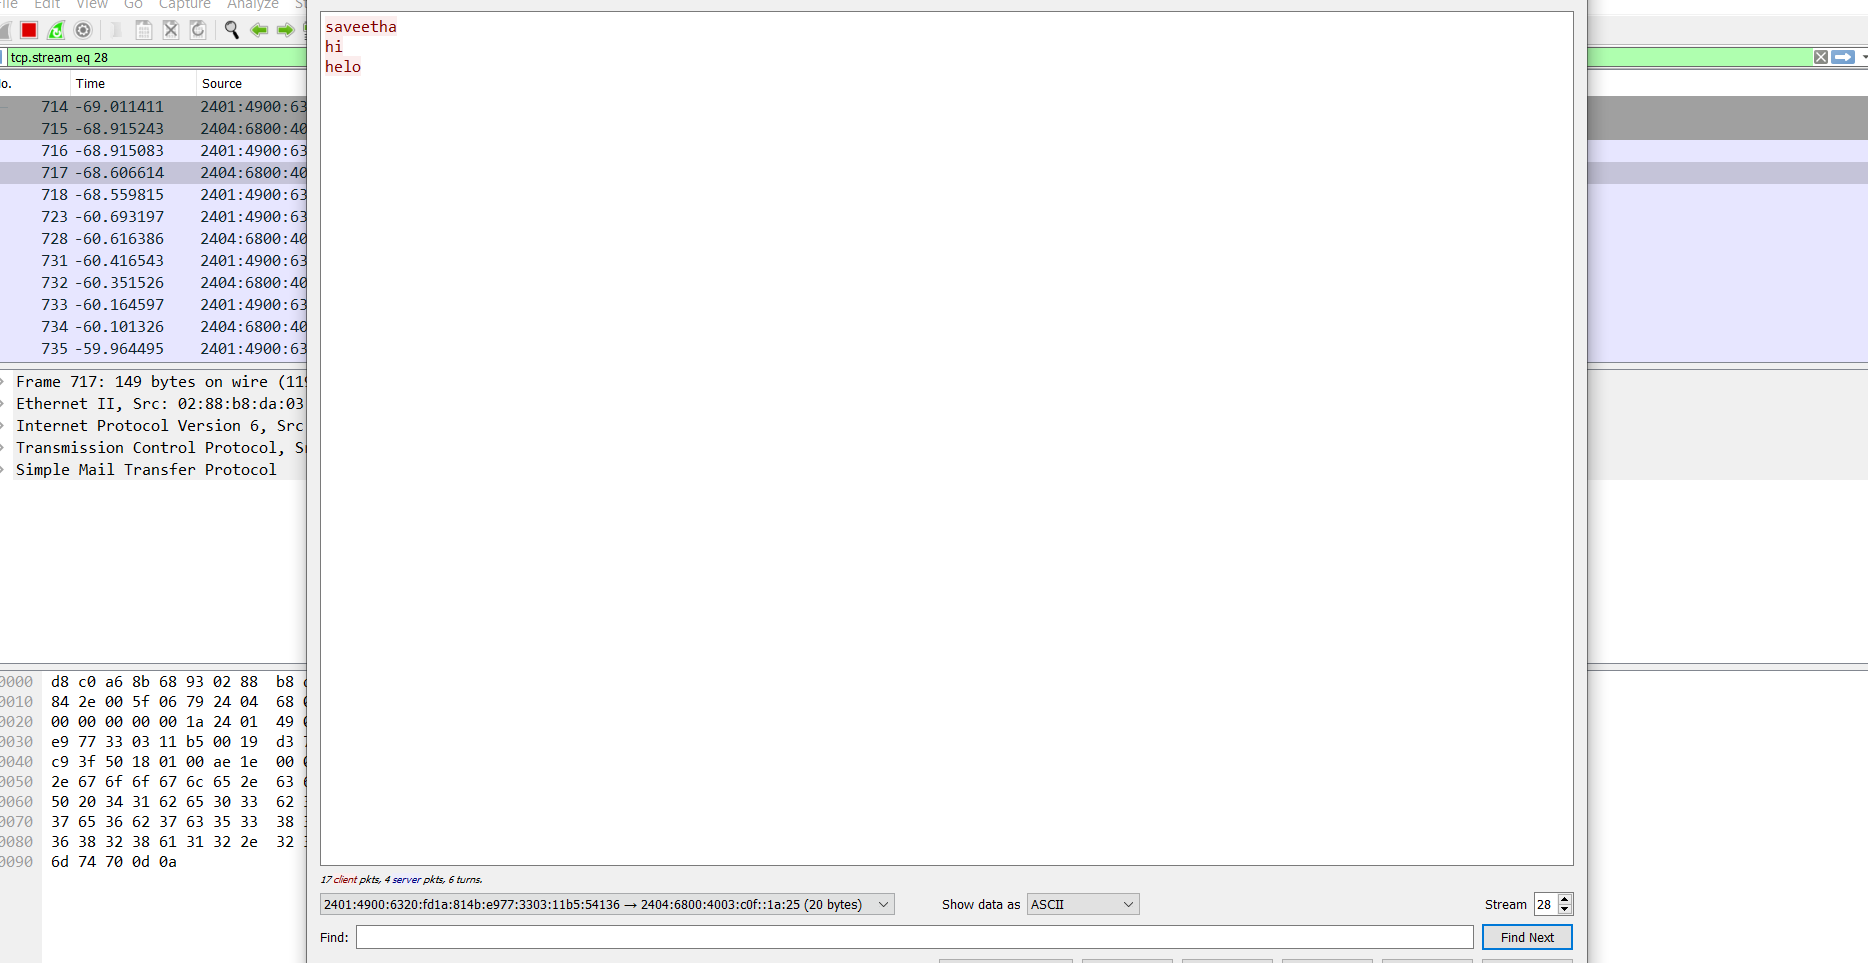 File Edit View Go Capture Analyze
tcp.stream eq 28
No. Time Source
714 -69.011411 2401:4900:63
715 -68.915243 2404:6800:40
716 -68.915083 2401:4900:63
717 -68.606614 2404:6800:40
718 -68.559815 2401:4900:63
723 -60.693197 2401:4900:63
728 -60.616386 2404:6800:40
731 -60.416543 2401:4900:63
732 -60.351526 2404:6800:40
733 -60.164597 2401:4900:63
734 -60.101326 2404:6800:40
735 -59.964495 2401:4900:63
Frame 717: 149 bytes on wire (119
Ethernet II, Src: 02:88:b8:da:03
Internet Protocol Version 6, Src
Transmission Control Protocol, S
Simple Mail Transfer Protocol
0000 d8 c0 a6 8b 68 93 02 88 b8
0010 84 2e 00 5f 06 79 24 04 68
0020 00 00 00 00 00 1a 24 01 49
0030 e9 77 33 03 11 b5 00 19 d3
0040 c9 3f 50 18 01 00 ae 1e 00
0050 2e 67 6f 6f 67 6c 65 2e 63
0060 50 20 34 31 62 65 30 33 62
0070 37 65 36 62 37 63 35 33 38
0080 36 38 32 38 61 31 32 2e 32
0090 6d 74 70 0d 0a
saveetha
hi
helo
17 client pkts, 4 server pkts, 6 turns.
2401:4900:6320:fd1a:814b:e977:3303:11b5:54136 → 2404:6800:4003:c0f::1a:25 (20 bytes)
Show data as ASCII
Stream 28
Find:
Find Next